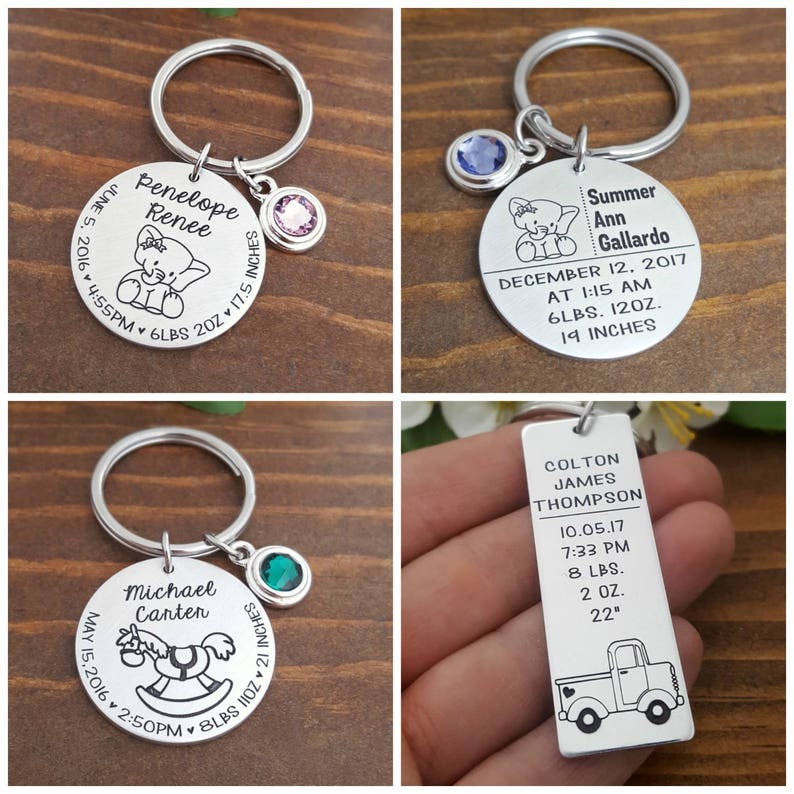 Penelope
Renee
JUNE 5, 2016 ♥ 4:55PM ♥ 6LBS 2OZ ♥ 17.5 INCHES
Summer
Ann
Gallardo
DECEMBER 12, 2017
AT 1:15 AM
6LBS. 12OZ.
19 INCHES
Michael
Carter
MAY 15, 2016 ♥ 2:50PM ♥ 8LBS 11OZ ♥ 21 INCHES
COLTON
JAMES
THOMPSON
10.05.17
7:33 PM
8 LBS.
2 OZ.
22"